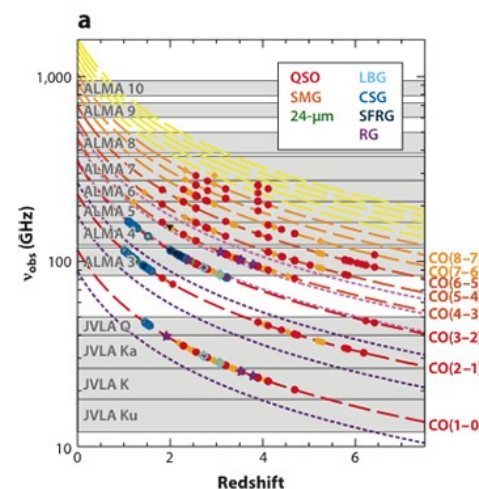 a
1,000
100
10
ν_obs (GHz)
QSO LBG
SMG CSG
24-μm SFRG
RG
ALMA 10
ALMA 9
ALMA 8
ALMA 7
ALMA 6
ALMA 5
ALMA 4
ALMA 3
JVLA Q
JVLA Ka
JVLA K
JVLA Ku
CO(8–7
CO(7–6
CO(6–5
CO(5–4
CO(4–3
CO(3–2)
CO(2–1)
CO(1–0
0 2 4 6
Redshift